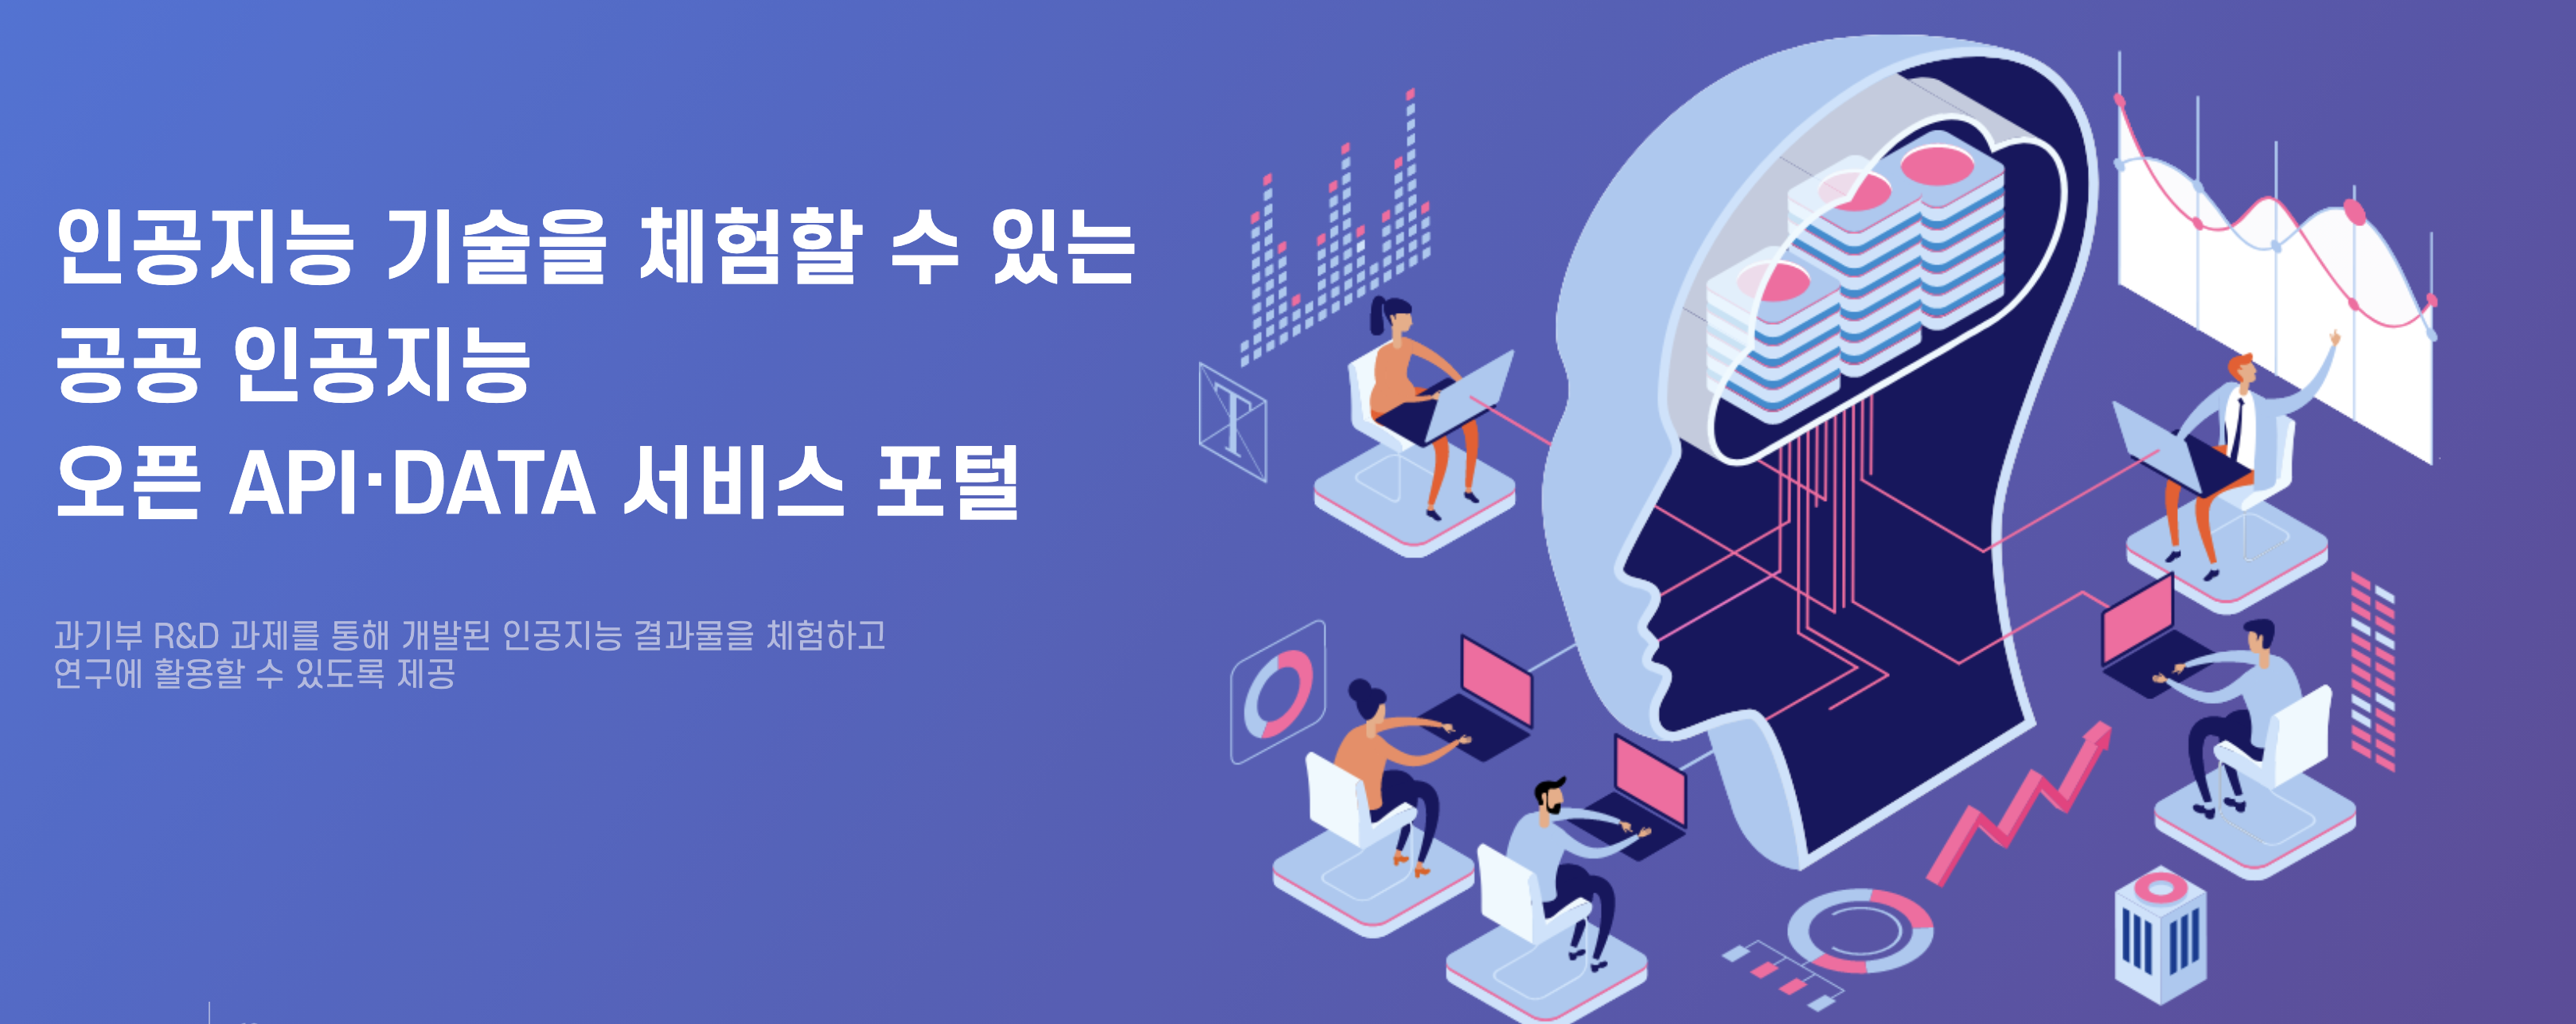 인공지능 기술을 체험할 수 있는
공공 인공지능
오픈 API·DATA 서비스 포털
과기부 R&D 과제를 통해 개발된 인공지능 결과물을 체험하고
연구에 활용할 수 있도록 제공
T